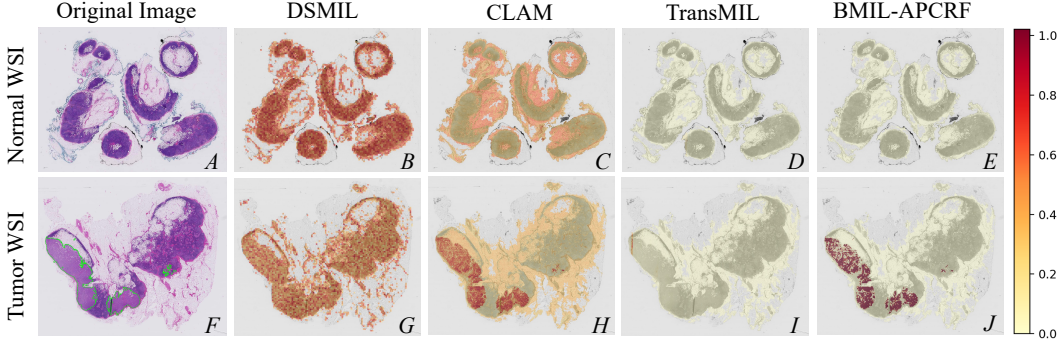 Original Image DSMIL CLAM TransMIL BMIL-APCRF
Normal WSI
A B C D E
Tumor WSI
F G H I J
1.0
0.8
0.6
0.4
0.2
0.0